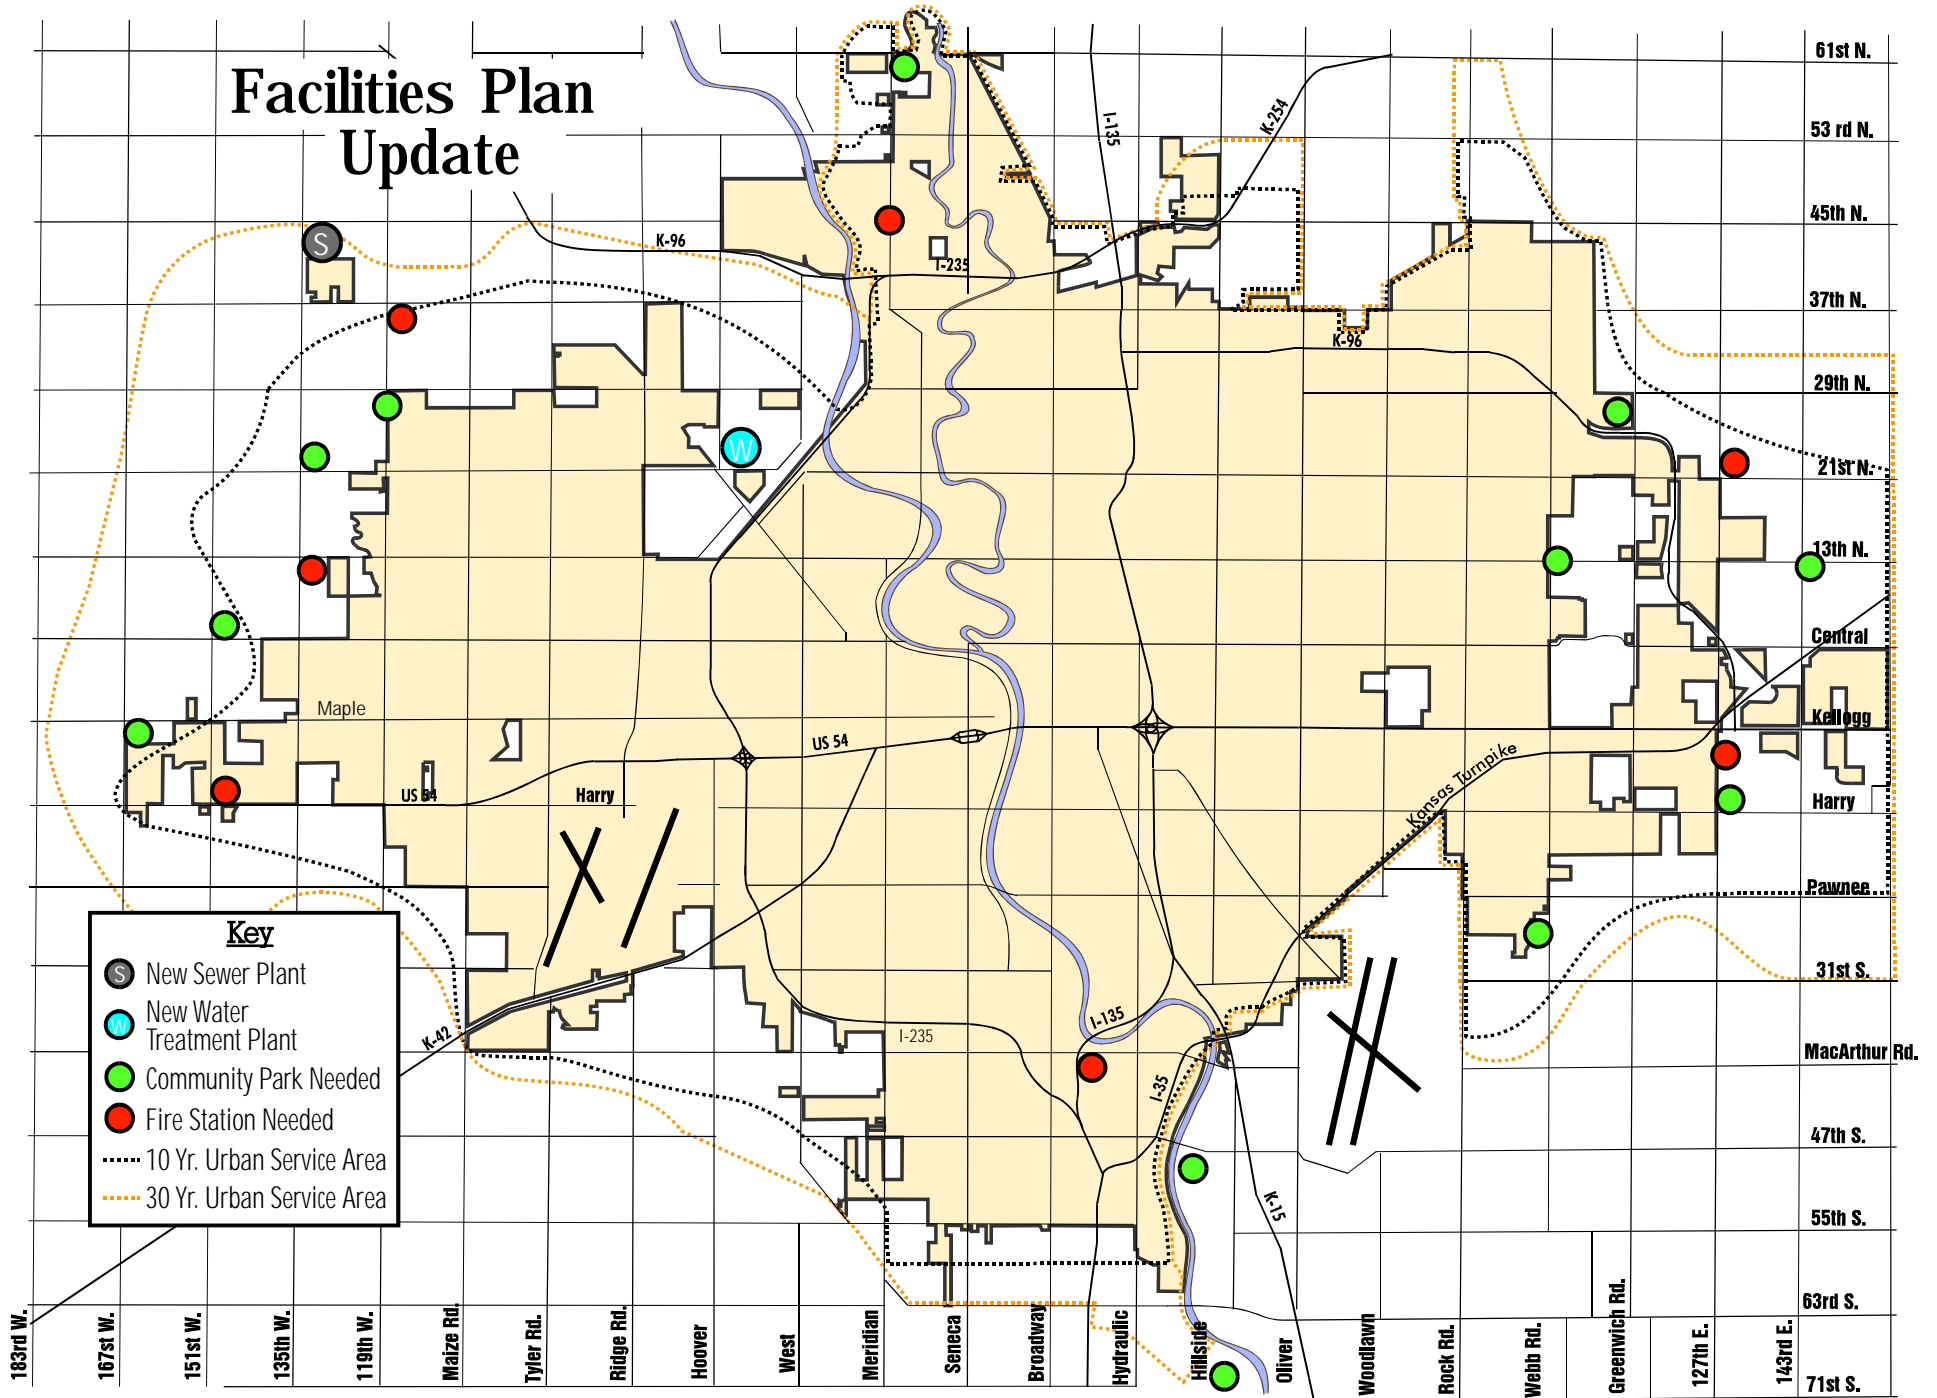 Facilities Plan
Update
61st N.
53 rd N.
45th N.
37th N.
29th N.
21st N.
13th N.
Central
Kellogg
Harry
Pawnee
31st S.
MacArthur Rd.
47th S.
55th S.
63rd S.
71st S.
I-135
K-254
S
K-96
I-235
K-96
W
Maple
US 54
US 54
Harry
Kansas Turnpike
K-42
I-235
I-135
I-35
K-15
Key
S New Sewer Plant
W New Water
Treatment Plant
Community Park Needed
Fire Station Needed
10 Yr. Urban Service Area
30 Yr. Urban Service Area
183rd W.
167st W.
151st W.
135th W.
119th W.
Maize Rd.
Tyler Rd.
Ridge Rd.
Hoover
West
Meridian
Seneca
Broadway
Hydraulic
Hillside
Oliver
Woodlawn
Rock Rd.
Webb Rd.
Greenwich Rd.
127th E.
143rd E.